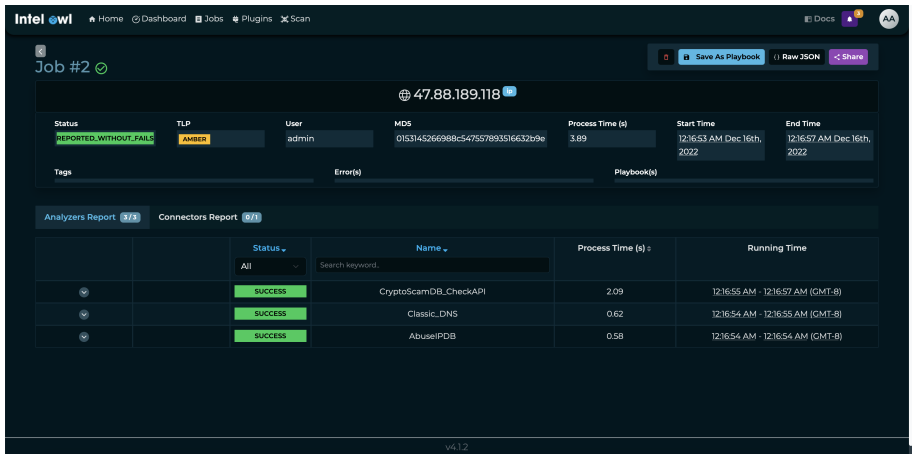 Intel owl Home Dashboard Jobs Plugins Scan Docs 3 AA
Job #2
Save As Playbook Raw JSON Share
47.88.189.118 ip
Status TLP User MD5 Process Time (s) Start Time End Time
REPORTED_WITHOUT_FAILS AMBER admin 0153145266988c547557893516632b9e 3.89 12:16:53 AM Dec 16th, 2022 12:16:57 AM Dec 16th, 2022
Tags Error(s) Playbook(s)
Analyzers Report 3/3 Connectors Report 0/1
Status Name Process Time (s) Running Time
All Search keyword..
SUCCESS CryptoScamDB_CheckAPI 2.09 12:16:55 AM - 12:16:57 AM (GMT-8)
SUCCESS Classic_DNS 0.62 12:16:54 AM - 12:16:55 AM (GMT-8)
SUCCESS AbuseIPDB 0.58 12:16:54 AM - 12:16:54 AM (GMT-8)
v4.1.2